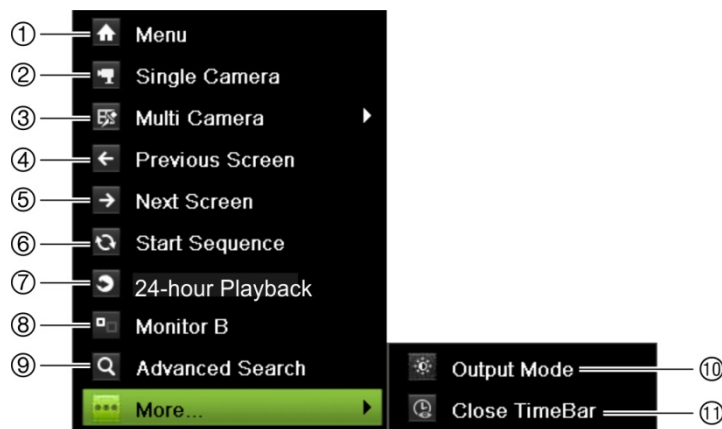 ① Menu
② Single Camera
③ Multi Camera
④ Previous Screen
⑤ Next Screen
⑥ Start Sequence
⑦ 24-hour Playback
⑧ Monitor B
⑨ Advanced Search
Output Mode ⑩
More...
Close TimeBar ⑪